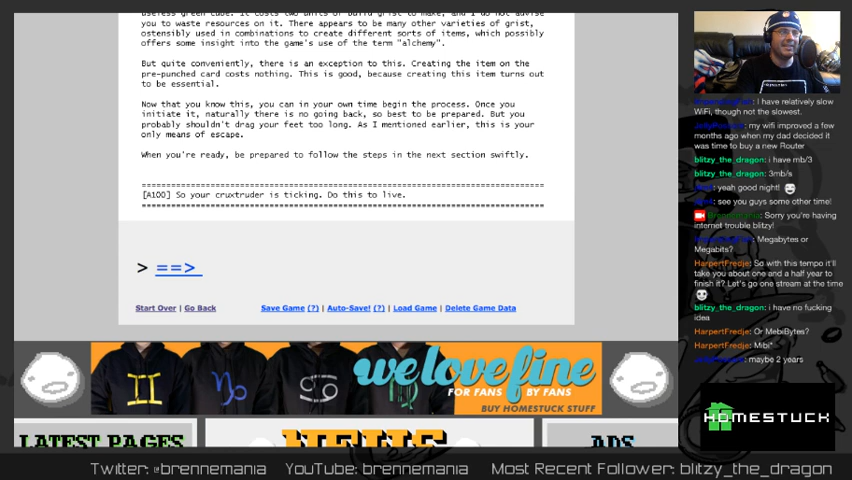 useless green cube. It costs two units of build grist to make, and I do not advise
you to waste resources on it. There appears to be many other varieties of grist,
ostensibly used in combinations to create different sorts of items, which possibly
offers some insight into the game's use of the term "alchemy".
But quite conveniently, there is an exception to this. Creating the item on the
pre-punched card costs nothing. This is good, because creating this item turns out
to be essential.
Now that you know this, you can in your own time begin the process. Once you
initiate it, naturally there is no going back, so best to be prepared. But you
probably shouldn't drag your feet too long. As I mentioned earlier, this is your
only means of escape.
When you're ready, be prepared to follow the steps in the next section swiftly.
[A100] So your cruxtruder is ticking. Do this to live.
> ==>
Start Over | Go Back
Save Game (?) | Auto-Save! (?) | Load Game | Delete Game Data
welovefine
FOR FANS BY FANS
BUY HOMESTUCK STUFF
LATEST PAGES
NEWS
ADS
I have relatively slow
WiFi, though not the slowest.
my wifi improved a few
months ago when my dad decided it
was time to buy a new Router
blitzy_the_dragon: i have mb/3
blitzy_the_dragon: 3mb/s
yeah good night!
see you guys some other time!
Brennemania: Sorry you're having
internet trouble blitzy!
Megabytes or
Megabits?
HarpertFredje: So with this tempo it'll
take you about one and a half year to
finish it? Let's go one stream at the time
blitzy_the_dragon: i have no fucking
idea
HarpertFredje: Or MebiBytes?
HarpertFredje: Mibi*
maybe 2 years
HOMESTUCK
Twitter: @brennemania YouTube: brennemania Most Recent Follower: blitzy_the_dragon